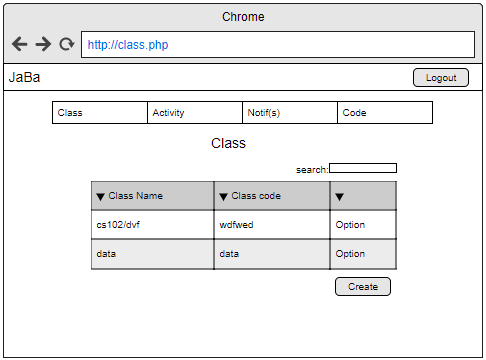 Chrome
http://class.php
JaBa Logout
Class Activity Notif(s) Code
Class
search:
Class Name Class code
cs102/dvf wdfwed Option
data data Option
Create